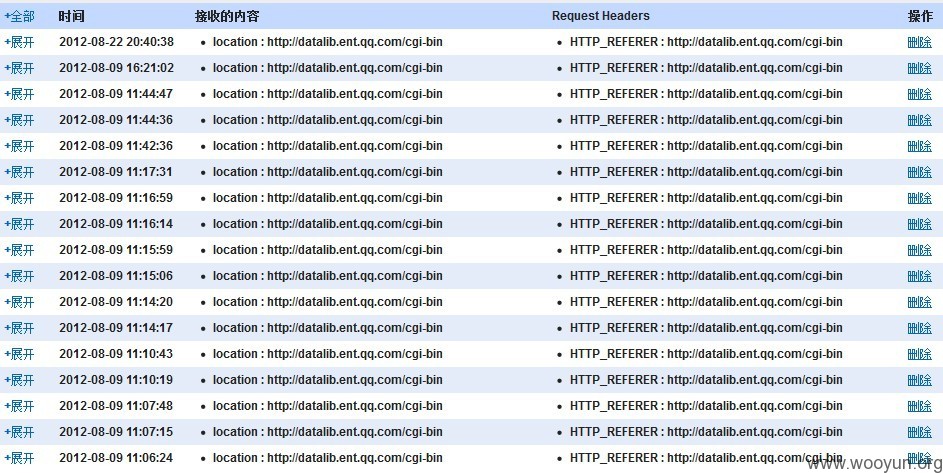 +全部 时间 接收的内容 Request Headers 操作
+展开 2012-08-22 20:40:38 • location : http://datalib.ent.qq.com/cgi-bin • HTTP_REFERER : http://datalib.ent.qq.com/cgi-bin 删除
+展开 2012-08-09 16:21:02 • location : http://datalib.ent.qq.com/cgi-bin • HTTP_REFERER : http://datalib.ent.qq.com/cgi-bin 删除
+展开 2012-08-09 11:44:47 • location : http://datalib.ent.qq.com/cgi-bin • HTTP_REFERER : http://datalib.ent.qq.com/cgi-bin 删除
+展开 2012-08-09 11:44:36 • location : http://datalib.ent.qq.com/cgi-bin • HTTP_REFERER : http://datalib.ent.qq.com/cgi-bin 删除
+展开 2012-08-09 11:42:36 • location : http://datalib.ent.qq.com/cgi-bin • HTTP_REFERER : http://datalib.ent.qq.com/cgi-bin 删除
+展开 2012-08-09 11:17:31 • location : http://datalib.ent.qq.com/cgi-bin • HTTP_REFERER : http://datalib.ent.qq.com/cgi-bin 删除
+展开 2012-08-09 11:16:59 • location : http://datalib.ent.qq.com/cgi-bin • HTTP_REFERER : http://datalib.ent.qq.com/cgi-bin 删除
+展开 2012-08-09 11:16:14 • location : http://datalib.ent.qq.com/cgi-bin • HTTP_REFERER : http://datalib.ent.qq.com/cgi-bin 删除
+展开 2012-08-09 11:15:59 • location : http://datalib.ent.qq.com/cgi-bin • HTTP_REFERER : http://datalib.ent.qq.com/cgi-bin 删除
+展开 2012-08-09 11:15:06 • location : http://datalib.ent.qq.com/cgi-bin • HTTP_REFERER : http://datalib.ent.qq.com/cgi-bin 删除
+展开 2012-08-09 11:14:20 • location : http://datalib.ent.qq.com/cgi-bin • HTTP_REFERER : http://datalib.ent.qq.com/cgi-bin 删除
+展开 2012-08-09 11:14:17 • location : http://datalib.ent.qq.com/cgi-bin • HTTP_REFERER : http://datalib.ent.qq.com/cgi-bin 删除
+展开 2012-08-09 11:10:43 • location : http://datalib.ent.qq.com/cgi-bin • HTTP_REFERER : http://datalib.ent.qq.com/cgi-bin 删除
+展开 2012-08-09 11:10:19 • location : http://datalib.ent.qq.com/cgi-bin • HTTP_REFERER : http://datalib.ent.qq.com/cgi-bin 删除
+展开 2012-08-09 11:07:48 • location : http://datalib.ent.qq.com/cgi-bin • HTTP_REFERER : http://datalib.ent.qq.com/cgi-bin 删除
+展开 2012-08-09 11:07:15 • location : http://datalib.ent.qq.com/cgi-bin • HTTP_REFERER : http://datalib.ent.qq.com/cgi-bin 删除
+展开 2012-08-09 11:06:24 • location : http://datalib.ent.qq.com/cgi-bin • HTTP_REFERER : http://datalib.ent.qq.com/cgi-bin 删除
www.wooyun.org